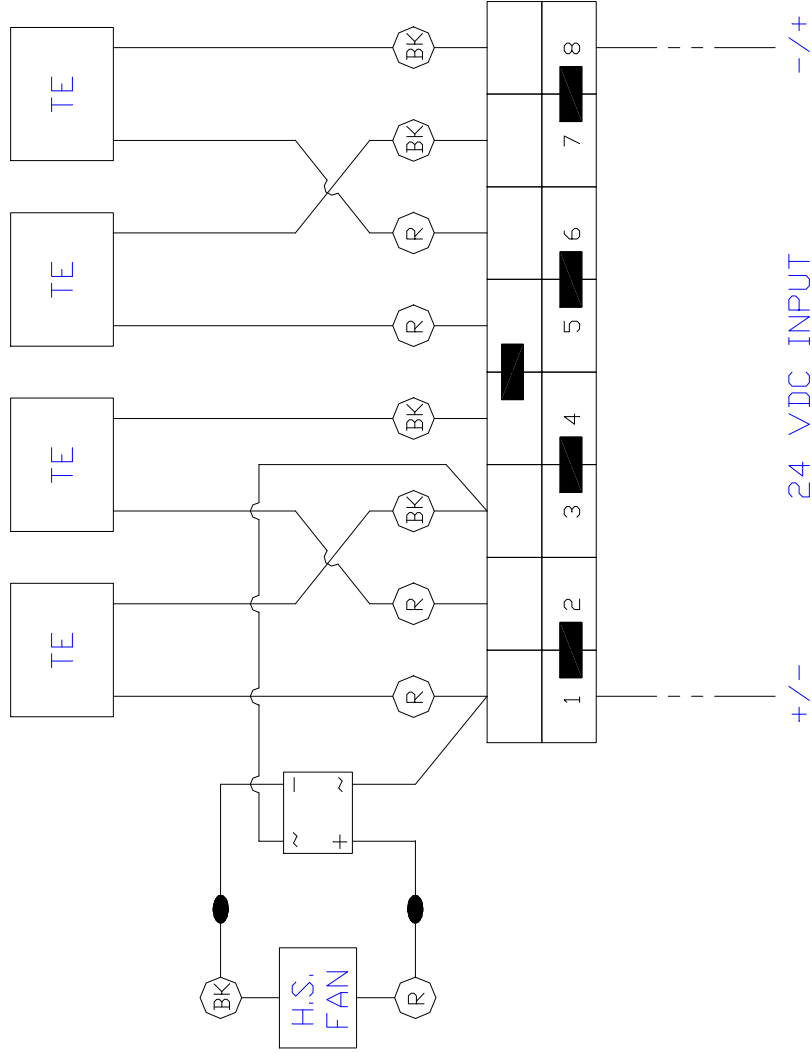 TE TE TE TE
BK
H.S.
FAN
~ −
+ ~
R R R BK BK R R BK BK
1 2 3 4 5 6 7 8
+/- 24 VDC INPUT -/+